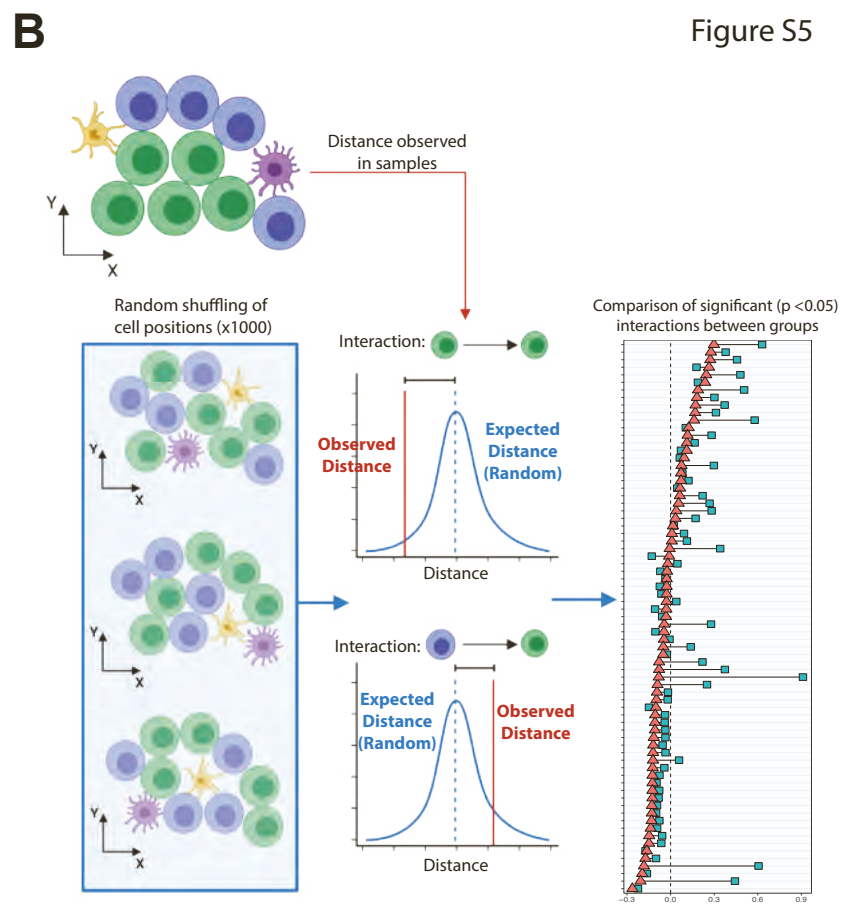 B
Figure S5
Distance observed
in samples
Y
X
Random shuffling of
cell positions (x1000)
Y
X
Y
X
Y
X
Interaction:
Observed
Distance
Expected
Distance
(Random)
Distance
Interaction:
Expected
Distance
(Random)
Observed
Distance
Distance
Comparison of significant (p <0.05)
interactions between groups
−0.3 0.0 0.3 0.6 0.9